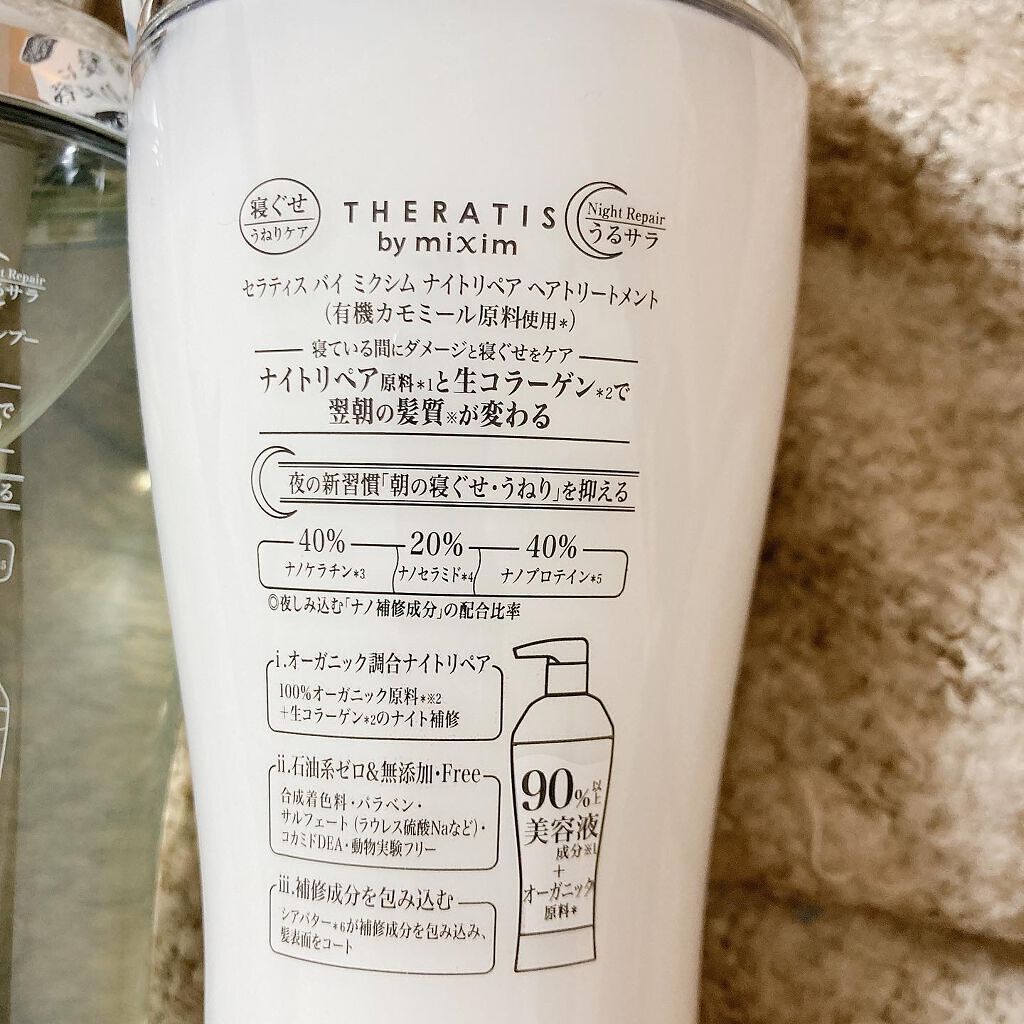 寝ぐせ
うねりケア
THERATIS
by mixim
Night Repair
うるサラ
セラティス バイ ミクシム ナイトリペア ヘアトリートメント
(有機カモミール原料使用*)
寝ている間にダメージと寝ぐせをケア
ナイトリペア原料*1と生コラーゲン*2で
翌朝の髪質※が変わる
夜の新習慣「朝の寝ぐせ・うねり」を抑える
40% 20% 40%
ナノケラチン*3 ナノセラミド*4 ナノプロテイン*5
◎夜しみ込む「ナノ補修成分」の配合比率
i.オーガニック調合ナイトリペア
100%オーガニック原料*※2
+生コラーゲン*2のナイト補修
ii.石油系ゼロ&無添加・Free
合成着色料・パラベン・
サルフェート(ラウレス硫酸Naなど)・
コカミドDEA・動物実験フリー
iii.補修成分を包み込む
シアバター*6が補修成分を包み込み、
髪表面をコート
90%以上
美容液
成分※1
+
オーガニック
原料*
t Repair
るサラ
ンプー
で
る